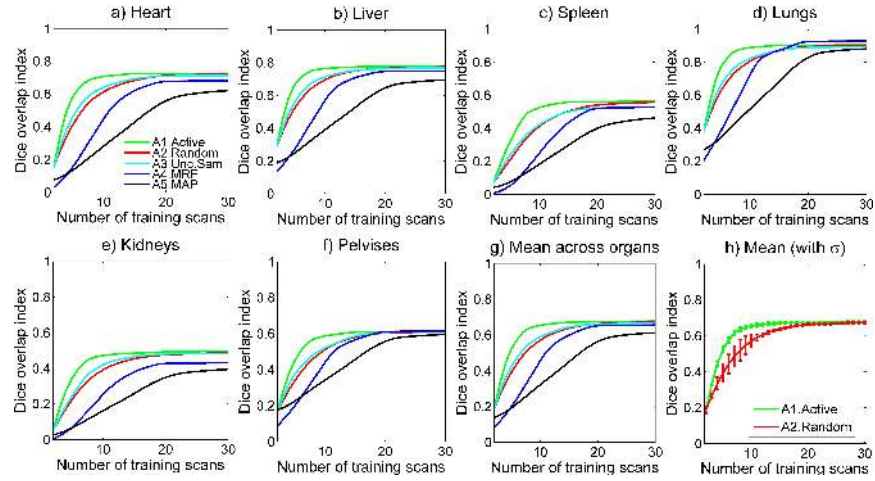 a) Heart
b) Liver
c) Spleen
d) Lungs
Dice overlap index
1
0.8
0.6
0.4
0.2
0
A1.Active
A2.Random
A3.Unc.Sam
A4.MRF
A5.MAP
10 20 30
Number of training scans
Dice overlap index
1
0.8
0.6
0.4
0.2
0
10 20 30
Number of training scans
Dice overlap index
1
0.8
0.6
0.4
0.2
0
10 20 30
Number of training scans
Dice overlap index
1
0.8
0.6
0.4
0.2
0
10 20 30
Number of training scans
e) Kidneys
f) Pelvises
g) Mean across organs
h) Mean (with σ)
Dice overlap index
1
0.8
0.6
0.4
0.2
0
10 20 30
Number of training scans
Dice overlap index
1
0.8
0.6
0.4
0.2
0
10 20 30
Number of training scans
Dice overlap index
1
0.8
0.6
0.4
0.2
0
10 20 30
Number of training scans
Dice overlap index
1
0.8
0.6
0.4
0.2
0
A1.Active
A2.Random
10 20 30
Number of training scans